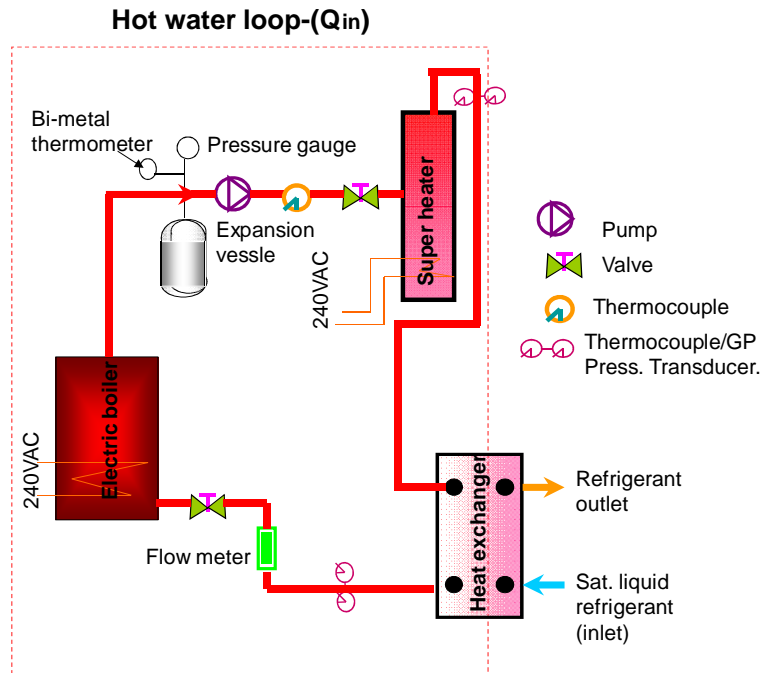 Hot water loop-(Qin)
Bi-metal
thermometer
Pressure gauge
Expansion
vessle
Super heater
240VAC
Pump
Valve
Thermocouple
Thermocouple/GP
Press. Transducer.
Electric boiler
240VAC
Flow meter
Heat exchanger
Refrigerant
outlet
Sat. liquid
refrigerant
(inlet)